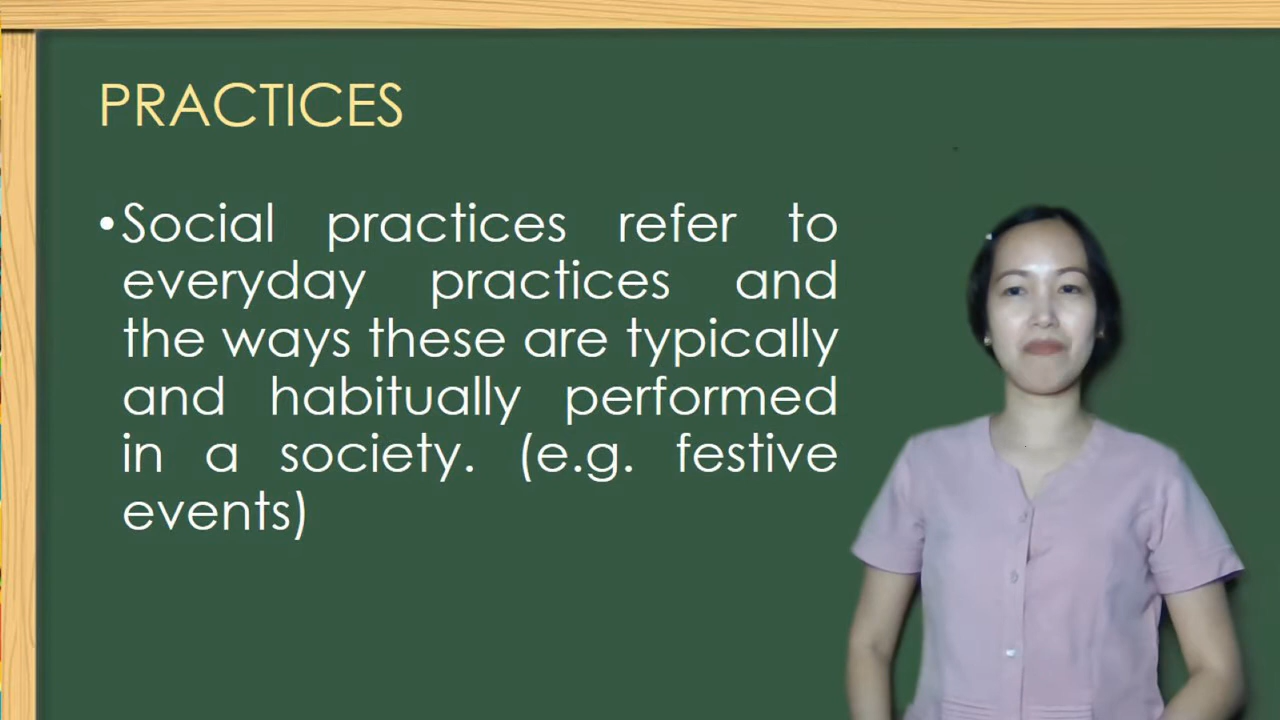 PRACTICES
•Social practices refer to
everyday practices and
the ways these are typically
and habitually performed
in a society. (e.g. festive
events)